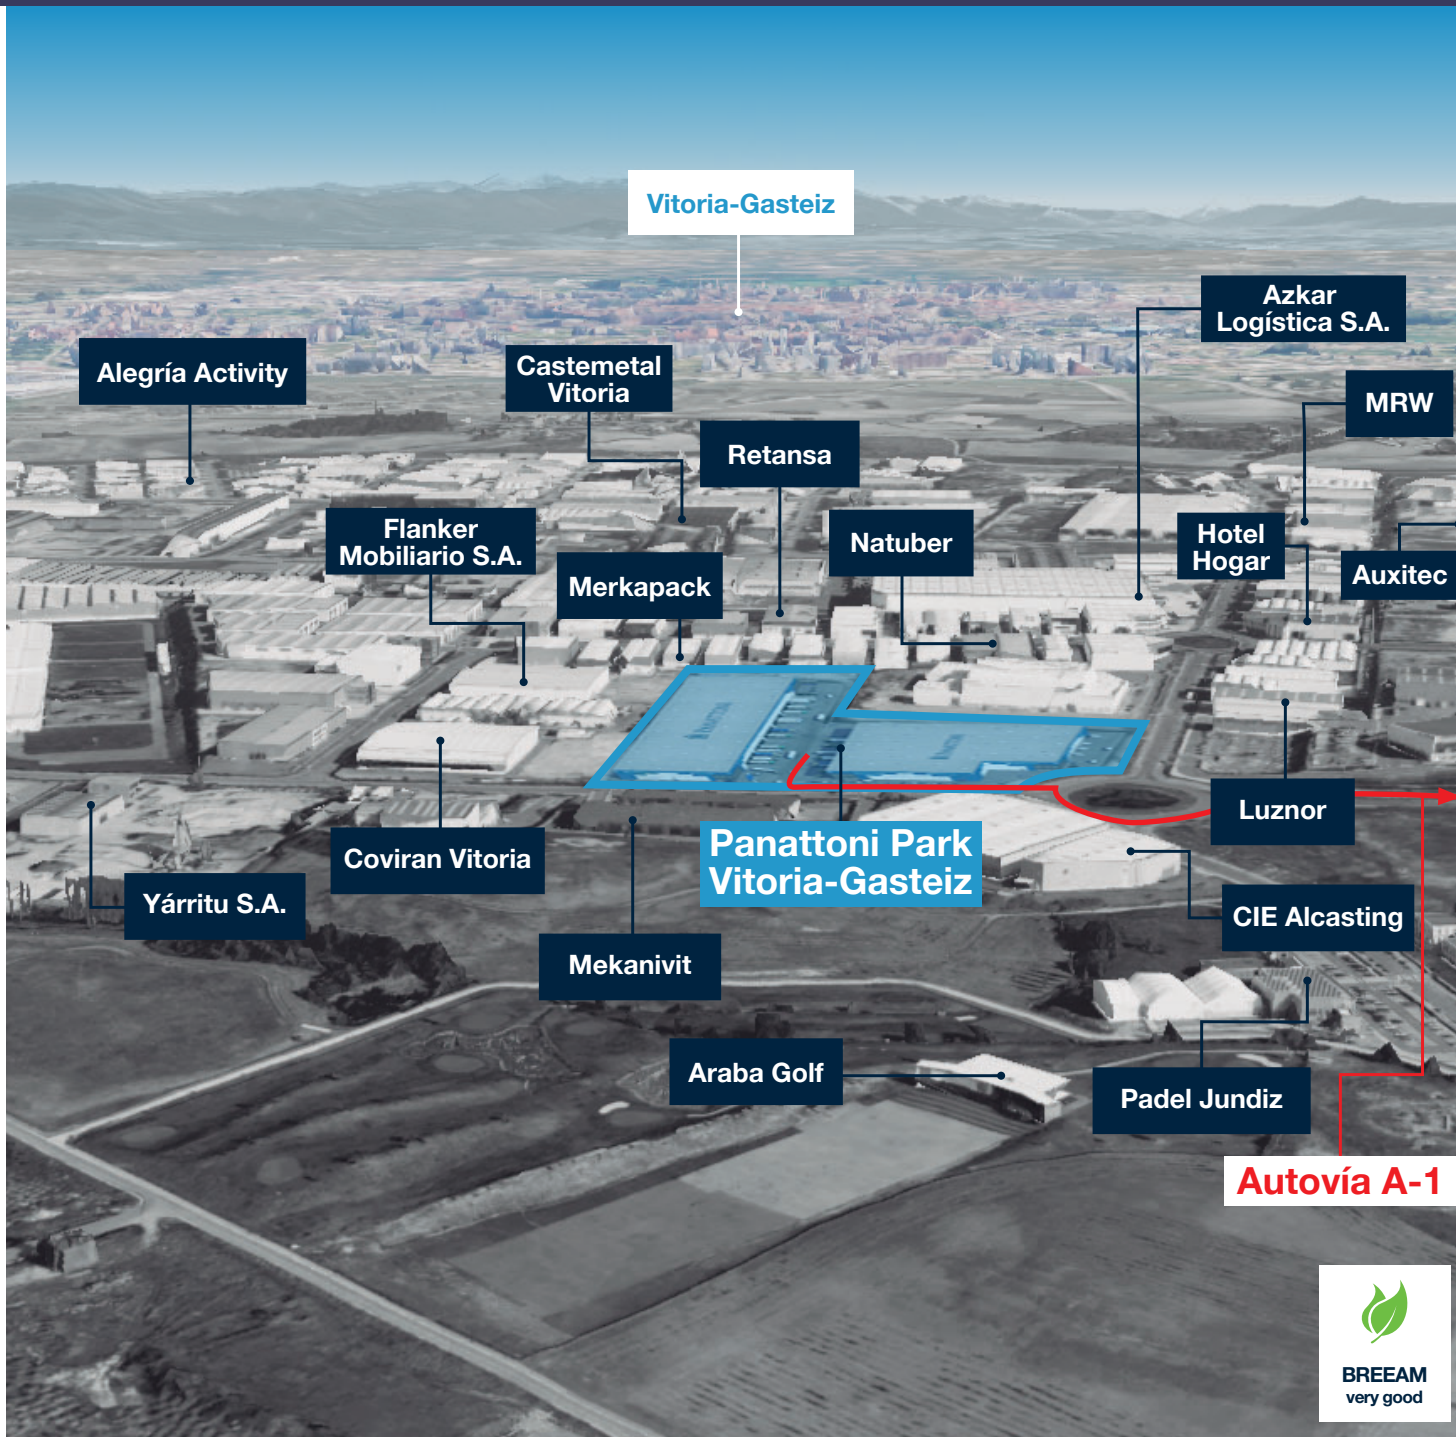 Vitoria-Gasteiz
Azkar
Logística S.A.
Alegría Activity
Castemetal
Vitoria
MRW
Retansa
Flanker
Mobiliario S.A.
Natuber
Hotel
Hogar
Auxitec
Merkapack
Luznor
Coviran Vitoria
Panattoni Park
Vitoria-Gasteiz
Yárritu S.A.
CIE Alcasting
Mekanivit
Araba Golf
Padel Jundiz
Autovía A-1
BREEAM
very good